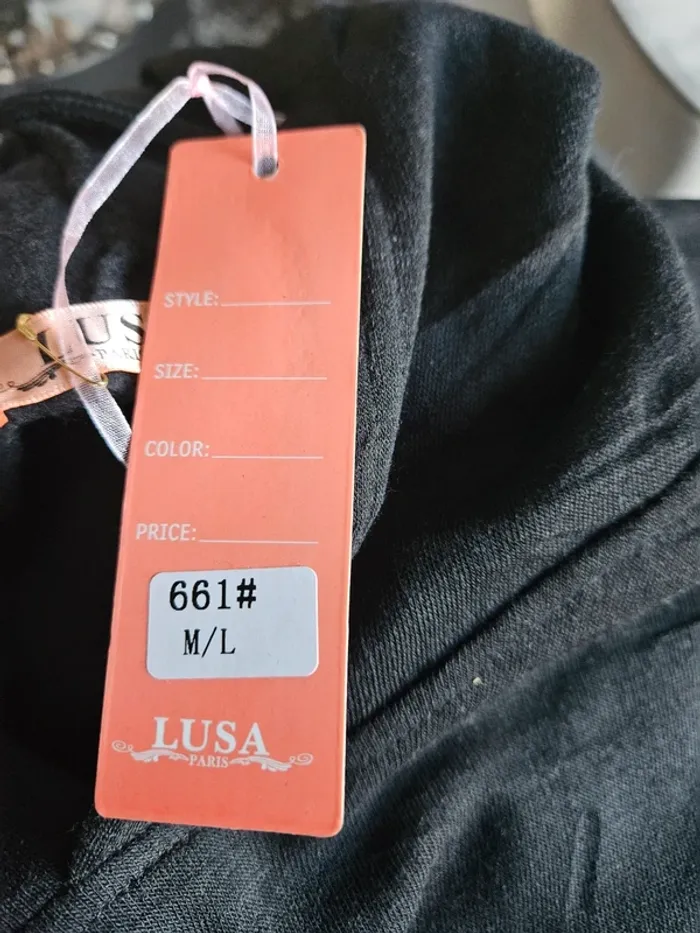 STYLE:
SIZE:
COLOR:
PRICE:
661#
M/L
LUSA
PARIS